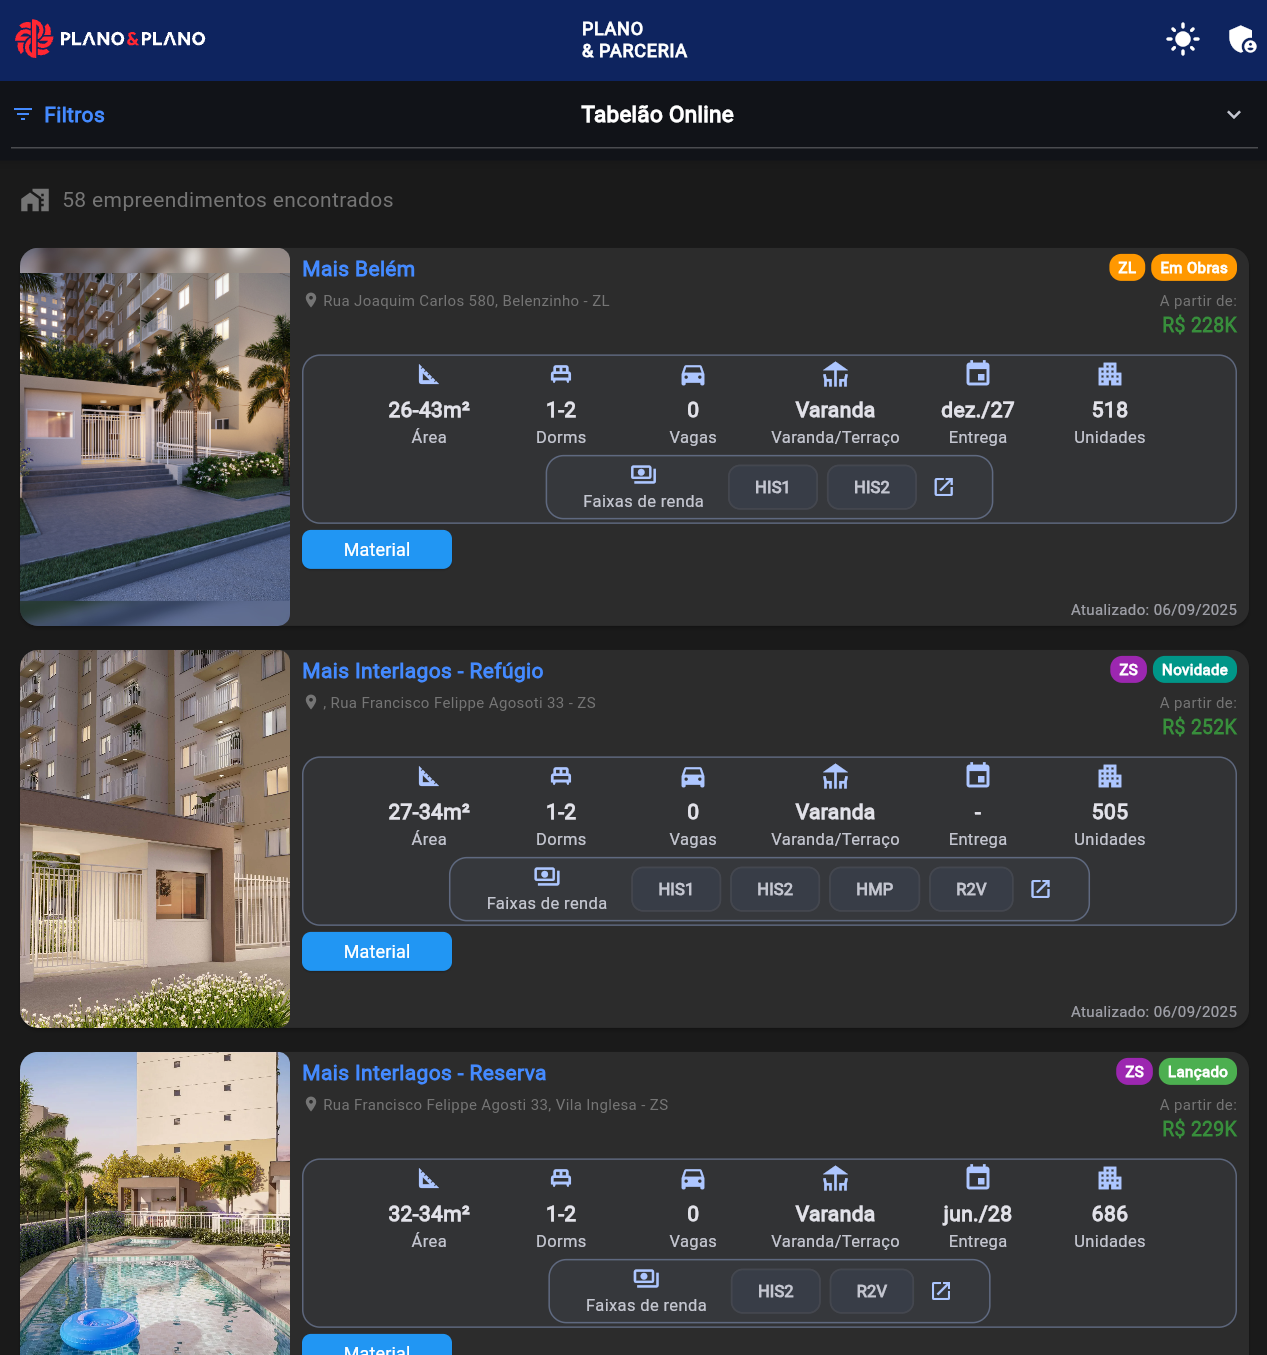 PLANO&PLANO
PLANO
& PARCERIA
Filtros
Tabelão Online
58 empreendimentos encontrados
Mais Belém
ZL
Em Obras
Rua Joaquim Carlos 580, Belenzinho - ZL
A partir de:
R$ 228K
26-43m²
1-2
0
Varanda
dez./27
518
Área
Dorms
Vagas
Varanda/Terraço
Entrega
Unidades
Faixas de renda
HIS1
HIS2
Material
Atualizado: 06/09/2025
Mais Interlagos - Refúgio
ZS
Novidade
, Rua Francisco Felippe Agosoti 33 - ZS
A partir de:
R$ 252K
27-34m²
1-2
0
Varanda
-
505
Área
Dorms
Vagas
Varanda/Terraço
Entrega
Unidades
Faixas de renda
HIS1
HIS2
HMP
R2V
Material
Atualizado: 06/09/2025
Mais Interlagos - Reserva
ZS
Lançado
Rua Francisco Felippe Agosti 33, Vila Inglesa - ZS
A partir de:
R$ 229K
32-34m²
1-2
0
Varanda
jun./28
686
Área
Dorms
Vagas
Varanda/Terraço
Entrega
Unidades
Faixas de renda
HIS2
R2V
Material